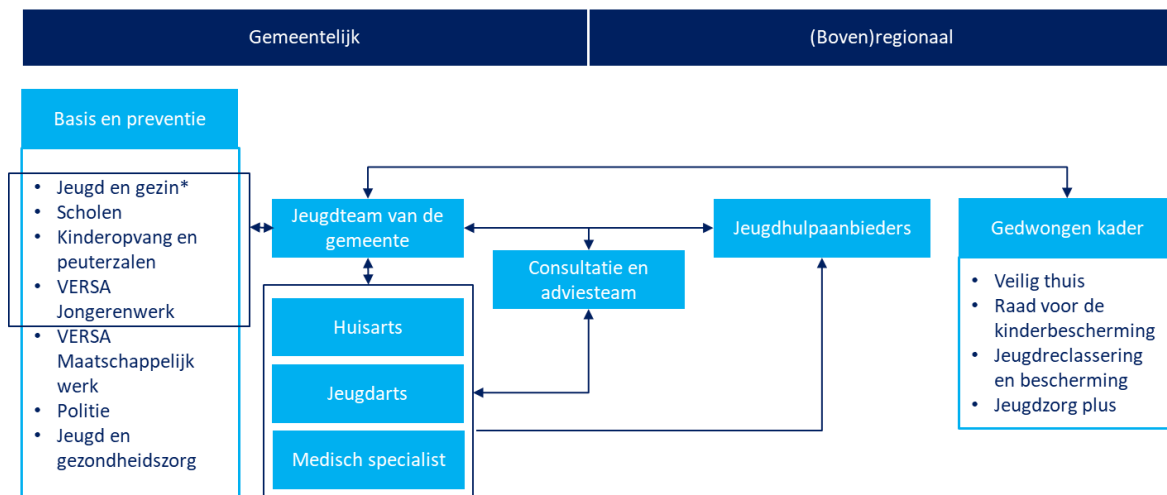 Gemeentelijk
(Boven)regionaal
Basis en preventie
• Jeugd en gezin*
• Scholen
• Kinderopvang en
peuterzalen
• VERSA
Jongerenwerk
• VERSA
Maatschappelijk
werk
• Politie
• Jeugd en
gezondheidszorg
Jeugdteam van de
gemeente
Huisarts
Jeugdarts
Medisch specialist
Consultatie en
adviesteam
Jeugdhulpaanbieders
Gedwongen kader
• Veilig thuis
• Raad voor de
kinderbescherming
• Jeugdreclassering
en bescherming
• Jeugdzorg plus